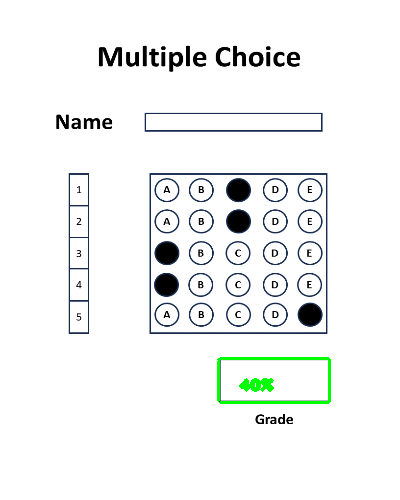 Multiple Choice
Name
1 A B D E
2 A B D E
3 B C D E
4 B C D E
5 A B C D
40%
Grade